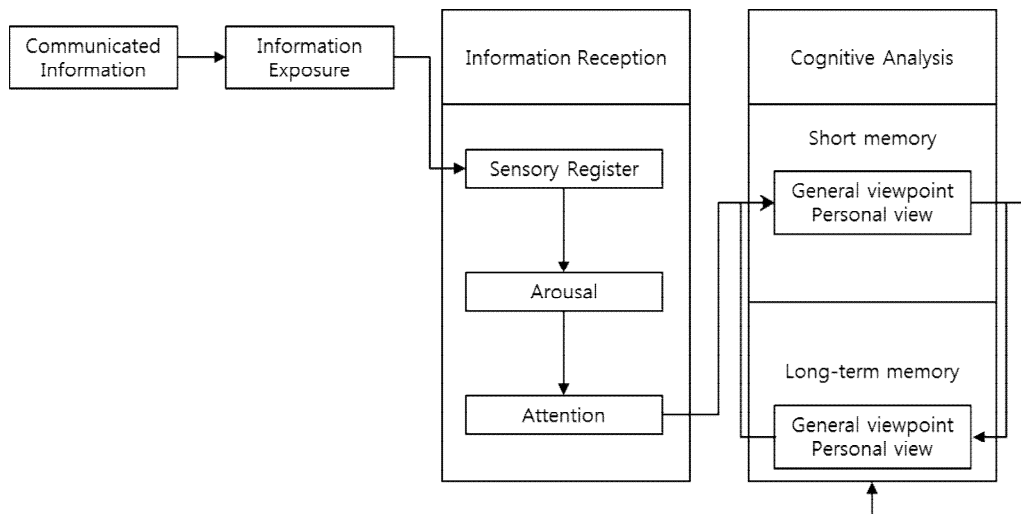 Communicated
Information
Information
Exposure
Information Reception
Sensory Register
Arousal
Attention
Cognitive Analysis
Short memory
General viewpoint
Personal view
Long-term memory
General viewpoint
Personal view